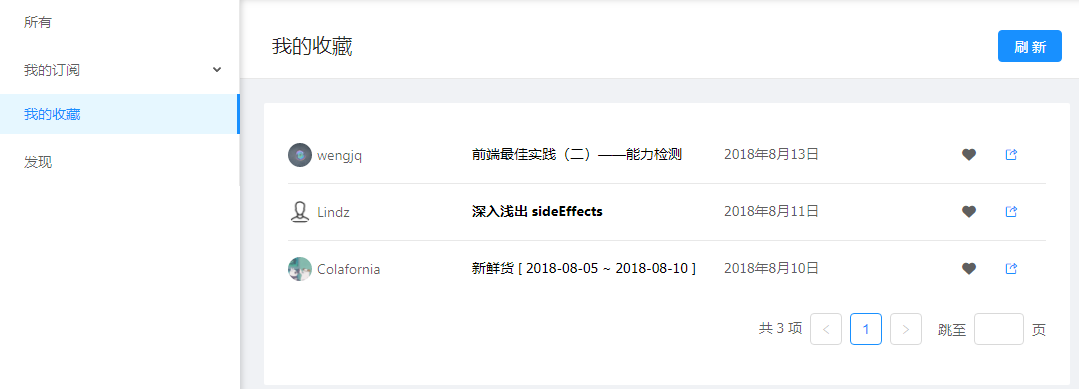 所有
我的订阅
我的收藏
发现
我的收藏
刷 新
wengjq 前端最佳实践（二）——能力检测 2018年8月13日
Lindz 深入浅出 sideEffects 2018年8月11日
Colafornia 新鲜货 [ 2018-08-05 ~ 2018-08-10 ] 2018年8月10日
共 3 项 < 1 > 跳至 页